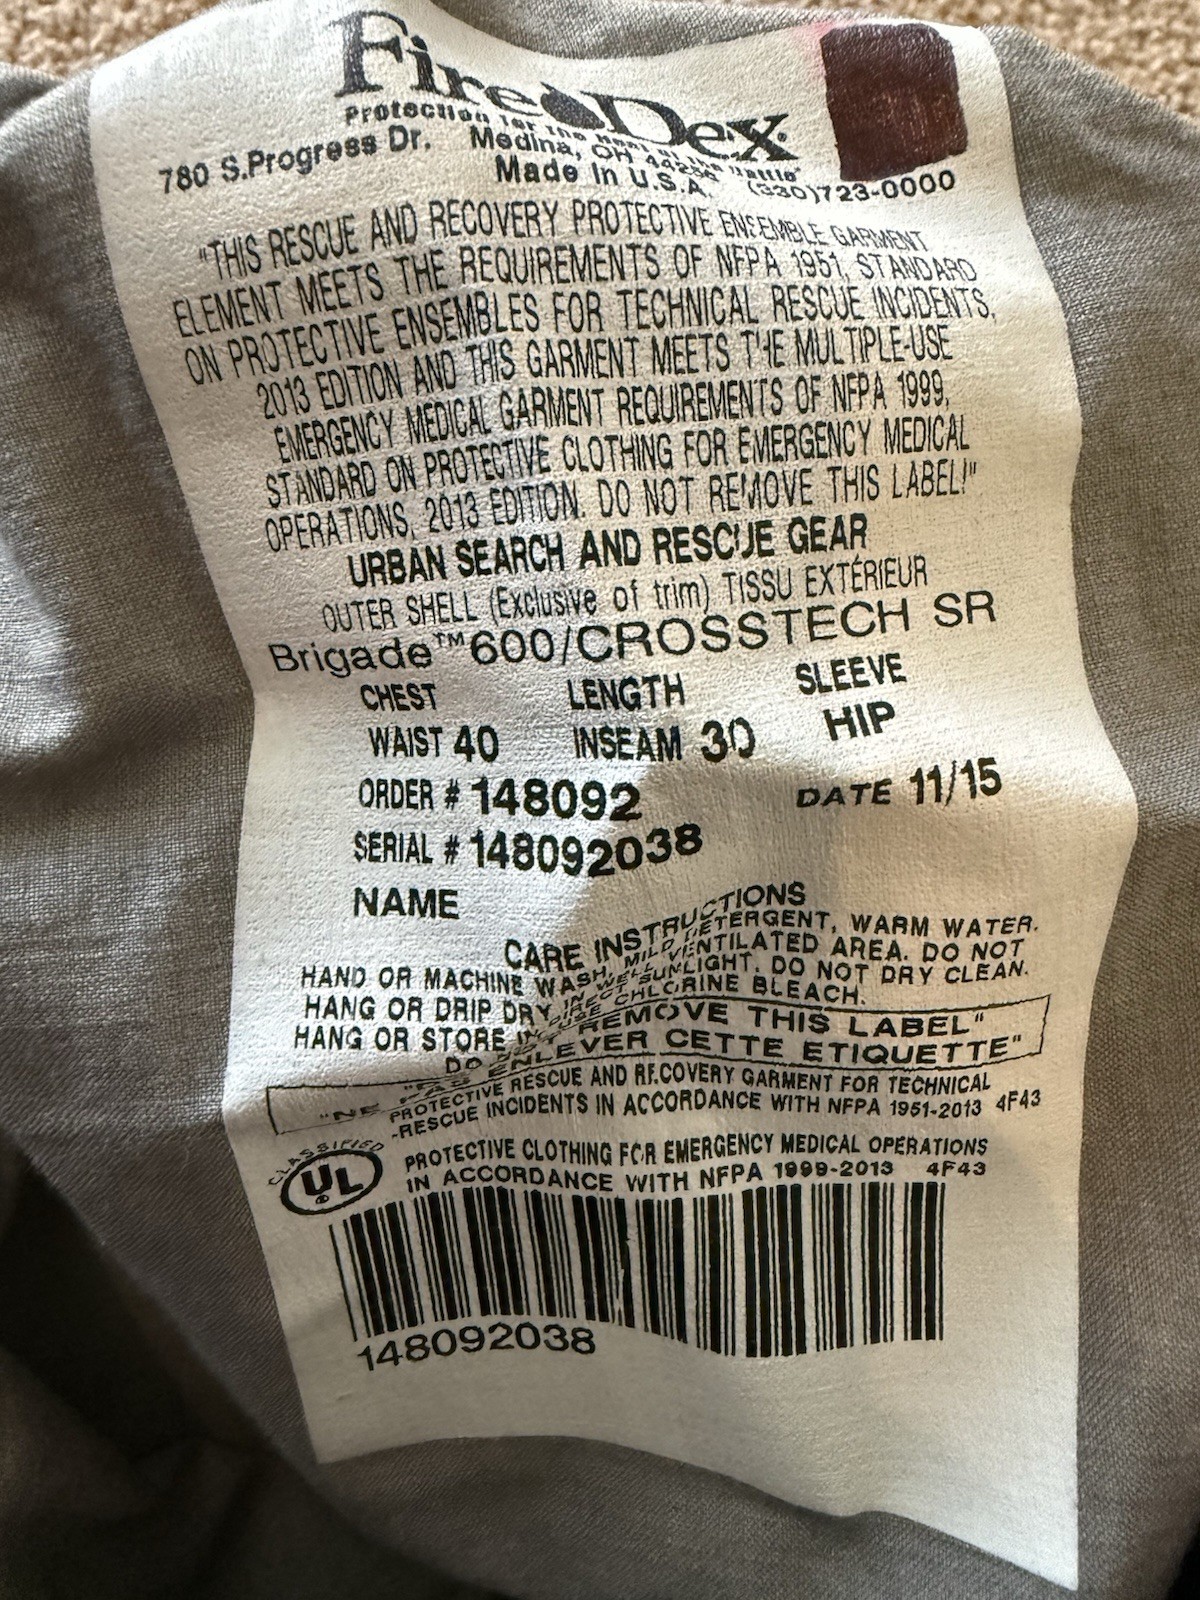 Fire Dex
Protection for the Heat of the Battle
780 S.Progress Dr. Medina, OH 44256 (330)723-0000
Made In U.S.A.
"THIS RESCUE AND RECOVERY PROTECTIVE ENSEMBLE GARMENT
ELEMENT MEETS THE REQUIREMENTS OF NFPA 1951, STANDARD
ON PROTECTIVE ENSEMBLES FOR TECHNICAL RESCUE INCIDENTS,
2013 EDITION AND THIS GARMENT MEETS THE MULTIPLE-USE
EMERGENCY MEDICAL GARMENT REQUIREMENTS OF NFPA 1999,
STANDARD ON PROTECTIVE CLOTHING FOR EMERGENCY MEDICAL
OPERATIONS, 2013 EDITION. DO NOT REMOVE THIS LABEL!"
URBAN SEARCH AND RESCUE GEAR
OUTER SHELL (Exclusive of trim) TISSU EXTÉRIEUR
Brigade™600/CROSSTECH SR
CHEST LENGTH SLEEVE
WAIST 40 INSEAM 30 HIP
ORDER # 148092 DATE 11/15
SERIAL # 148092038
NAME
CARE INSTRUCTIONS
HAND OR MACHINE WASH, MILD DETERGENT, WARM WATER.
HANG OR DRIP DRY IN WELL VENTILATED AREA. DO NOT
HANG OR STORE IN DIRECT SUNLIGHT. DO NOT DRY CLEAN.
DO NOT USE CHLORINE BLEACH.
REMOVE THIS LABEL"
"NE PAS ENLEVER CETTE ETIQUETTE"
PROTECTIVE RESCUE AND RECOVERY GARMENT FOR TECHNICAL
-RESCUE INCIDENTS IN ACCORDANCE WITH NFPA 1951-2013 4F43
CLASSIFIED
UL
PROTECTIVE CLOTHING FOR EMERGENCY MEDICAL OPERATIONS
IN ACCORDANCE WITH NFPA 1999-2013 4F43
148092038